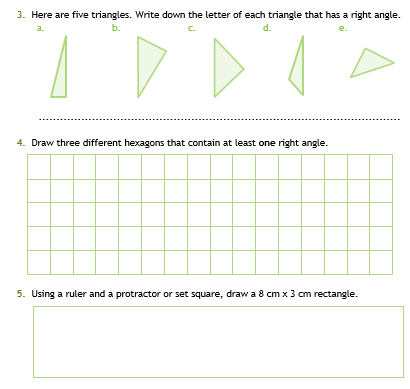 3. Here are five triangles. Write down the letter of each triangle that has a right angle.
a. b. c. d. e.
4. Draw three different hexagons that contain at least one right angle.
5. Using a ruler and a protractor or set square, draw a 8 cm x 3 cm rectangle.